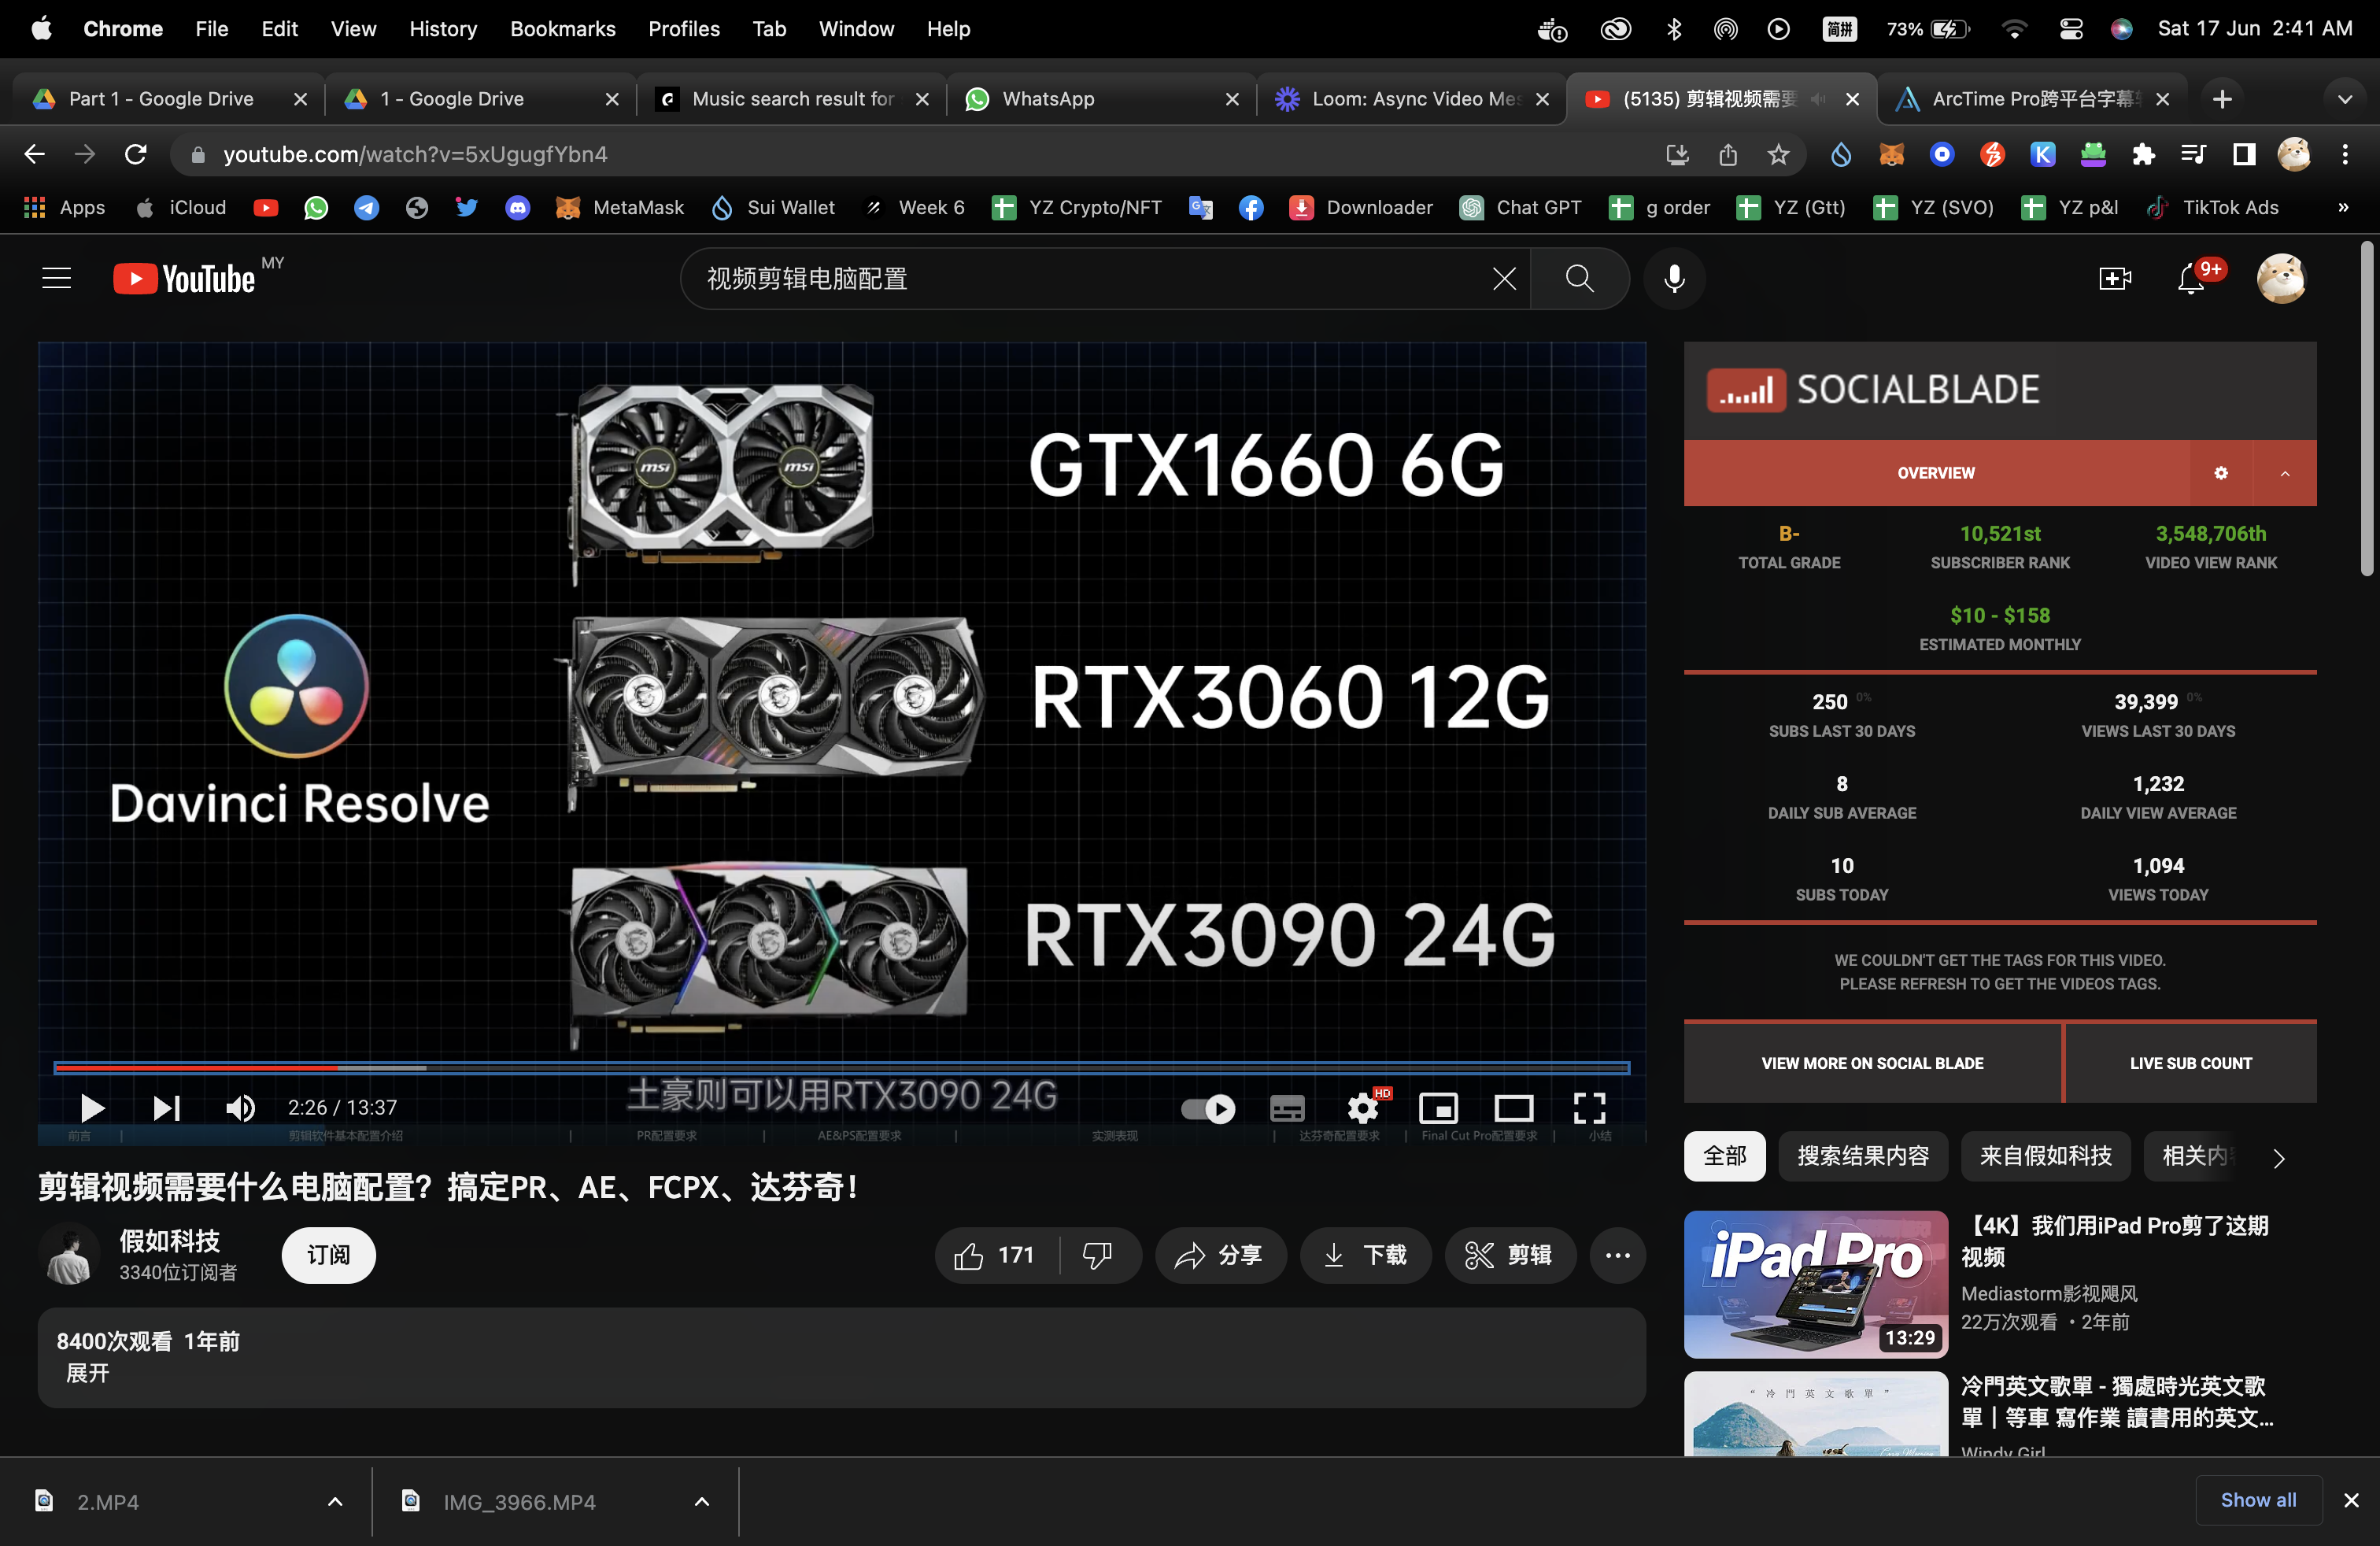 Chrome File Edit View History Bookmarks Profiles Tab Window Help 简拼 73% Sat 17 Jun 2:41 AM
Part 1 - Google Drive 1 - Google Drive Music search result for WhatsApp Loom: Async Video Mes (5135) 剪辑视频需要 ArcTime Pro跨平台字幕
youtube.com/watch?v=5xUgugfYbn4
Apps iCloud MetaMask Sui Wallet Week 6 YZ Crypto/NFT Downloader Chat GPT g order YZ (Gtt) YZ (SVO) YZ p&l TikTok Ads »
YouTube MY
视频剪辑电脑配置
9+
msi msi
GTX1660 6G
RTX3060 12G
Davinci Resolve
RTX3090 24G
土豪则可以用RTX3090 24G
2:26 / 13:37
HD
前言 剪辑软件基本配置介绍 PR配置要求 AE&PS配置要求 实测表现 达芬奇配置要求 Final Cut Pro配置要求 小结
剪辑视频需要什么电脑配置？搞定PR、AE、FCPX、达芬奇！
假如科技
3340位订阅者
订阅
171
分享
下载
剪辑
8400次观看 1年前
展开
SOCIALBLADE
OVERVIEW
B- 10,521st 3,548,706th
TOTAL GRADE SUBSCRIBER RANK VIDEO VIEW RANK
$10 - $158
ESTIMATED MONTHLY
250 0% 39,399 0%
SUBS LAST 30 DAYS VIEWS LAST 30 DAYS
8 1,232
DAILY SUB AVERAGE DAILY VIEW AVERAGE
10 1,094
SUBS TODAY VIEWS TODAY
WE COULDN'T GET THE TAGS FOR THIS VIDEO.
PLEASE REFRESH TO GET THE VIDEOS TAGS.
VIEW MORE ON SOCIAL BLADE LIVE SUB COUNT
全部 搜索结果内容 来自假如科技 相关内
iPad Pro
13:29
【4K】我们用iPad Pro剪了这期
视频
Mediastorm影视飓风
22万次观看 • 2年前
“ 冷 門 英 文 歌 單 ”
冷門英文歌單 - 獨處時光英文歌
單｜等車 寫作業 讀書用的英文...
Windy Girl
2.MP4 IMG_3966.MP4 Show all